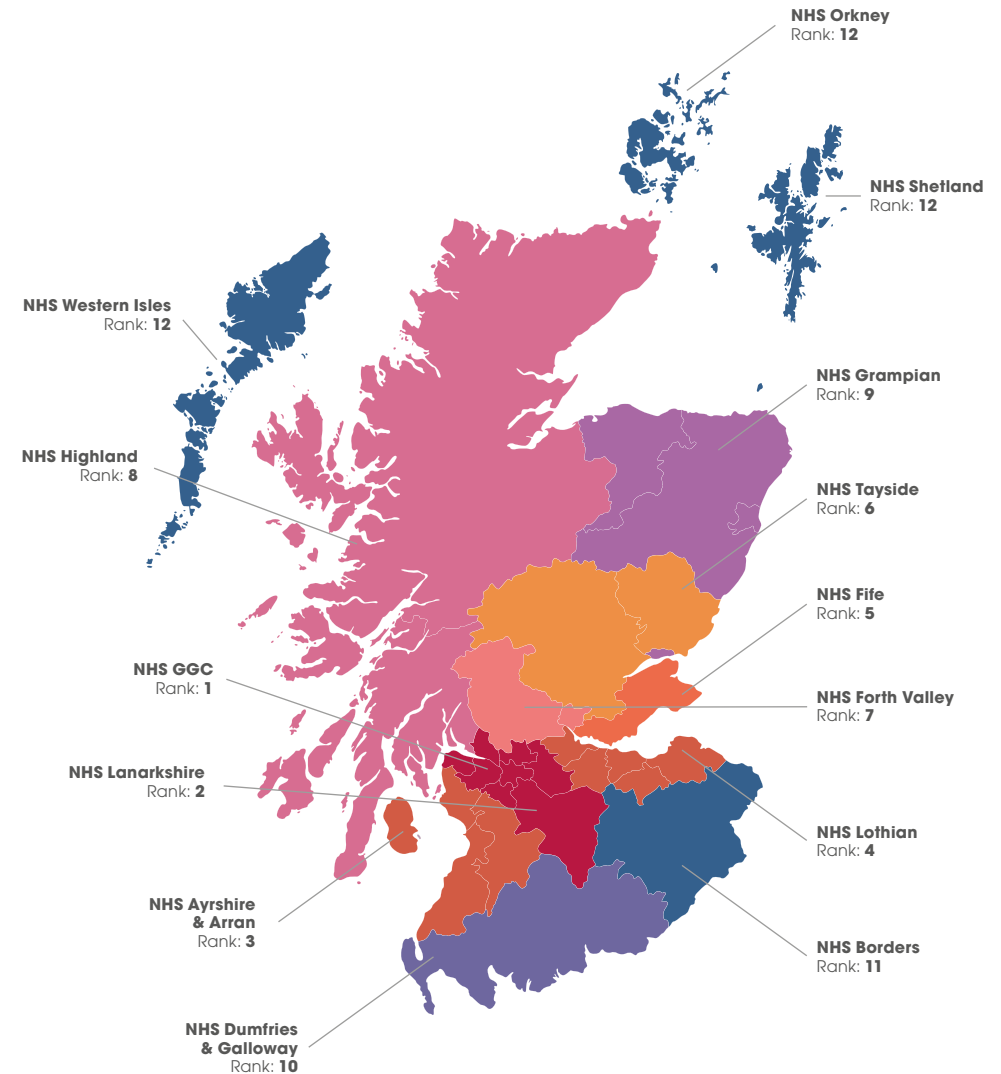 NHS Orkney
Rank: 12
NHS Shetland
Rank: 12
NHS Western Isles
Rank: 12
NHS Grampian
Rank: 9
NHS Highland
Rank: 8
NHS Tayside
Rank: 6
NHS Fife
Rank: 5
NHS GGC
Rank: 1
NHS Forth Valley
Rank: 7
NHS Lanarkshire
Rank: 2
NHS Lothian
Rank: 4
NHS Ayrshire
& Arran
Rank: 3
NHS Borders
Rank: 11
NHS Dumfries
& Galloway
Rank: 10